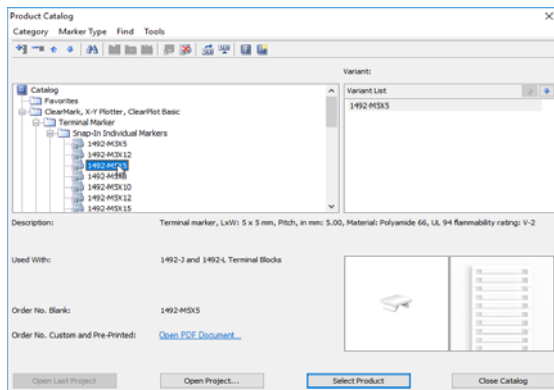 Product Catalog
Category Marker Type Find Tools
Variant:
Catalog
Favorites
ClearMark, X-Y Plotter, ClearPlot Basic
Terminal Marker
Snap-In Individual Markers
1492-M3X5
1492-M3X12
1492-M5X5
1492-M5X8
1492-M5X10
1492-M5X12
1492-M5X15
Variant List
1492-M5X5
Description: Terminal marker, LxW: 5 x 5 mm, Pitch, in mm: 5.00, Material: Polyamide 66, UL 94 flammability rating: V-2
Used With: 1492-J and 1492-L Terminal Blocks
Order No. Blank: 1492-M5X5
Order No. Custom and Pre-Printed: Open PDF Document...
Open Last Project Open Project... Select Product Close Catalog